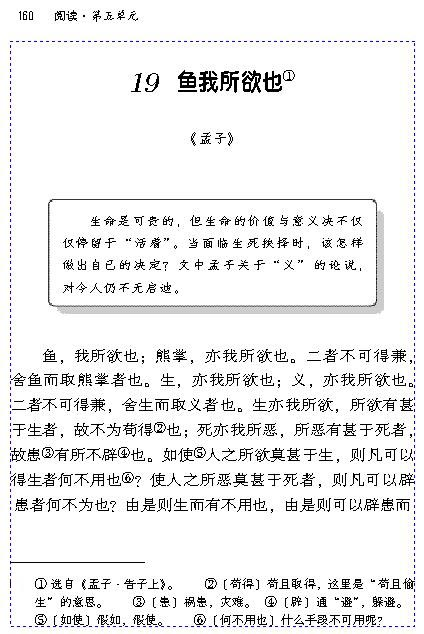 160 阅读·第五单元
19 鱼我所欲也①
《孟子》
生命是可贵的，但生命的价值与意义决不仅
仅停留于“活着”。当面临生死抉择时，该怎样
做出自己的决定？文中孟子关于“义”的论说，
对今人仍不无启迪。
鱼，我所欲也；熊掌，亦我所欲也。二者不可得兼，
舍鱼而取熊掌者也。生，亦我所欲也；义，亦我所欲也。
二者不可得兼，舍生而取义者也。生亦我所欲，所欲有甚
于生者，故不为苟得②也；死亦我所恶，所恶有甚于死者，
故患③有所不辟④也。如使⑤人之所欲莫甚于生，则凡可以
得生者何不用也⑥？使人之所恶莫甚于死者，则凡可以辟
患者何不为也？由是则生而有不用也，由是则可以辟患而
①选自《孟子·告子上》。 ②〔苟得〕苟且取得，这里是“苟且偷
生”的意思。 ③〔患〕祸患，灾难。 ④〔辟〕通“避”，躲避。
⑤〔如使〕假如，假使。 ⑥〔何不用也〕什么手段不可用呢？